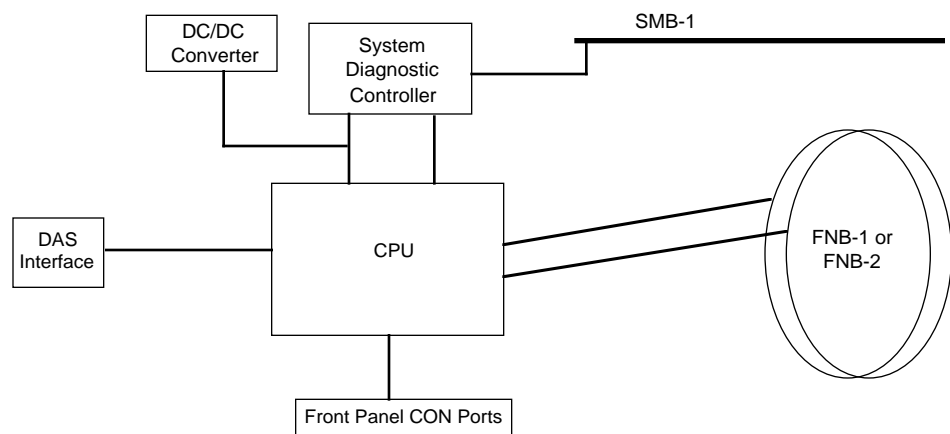 SMB-1
DC/DC
Converter
System
Diagnostic
Controller
DAS
Interface
CPU
FNB-1 or
FNB-2
Front Panel CON Ports